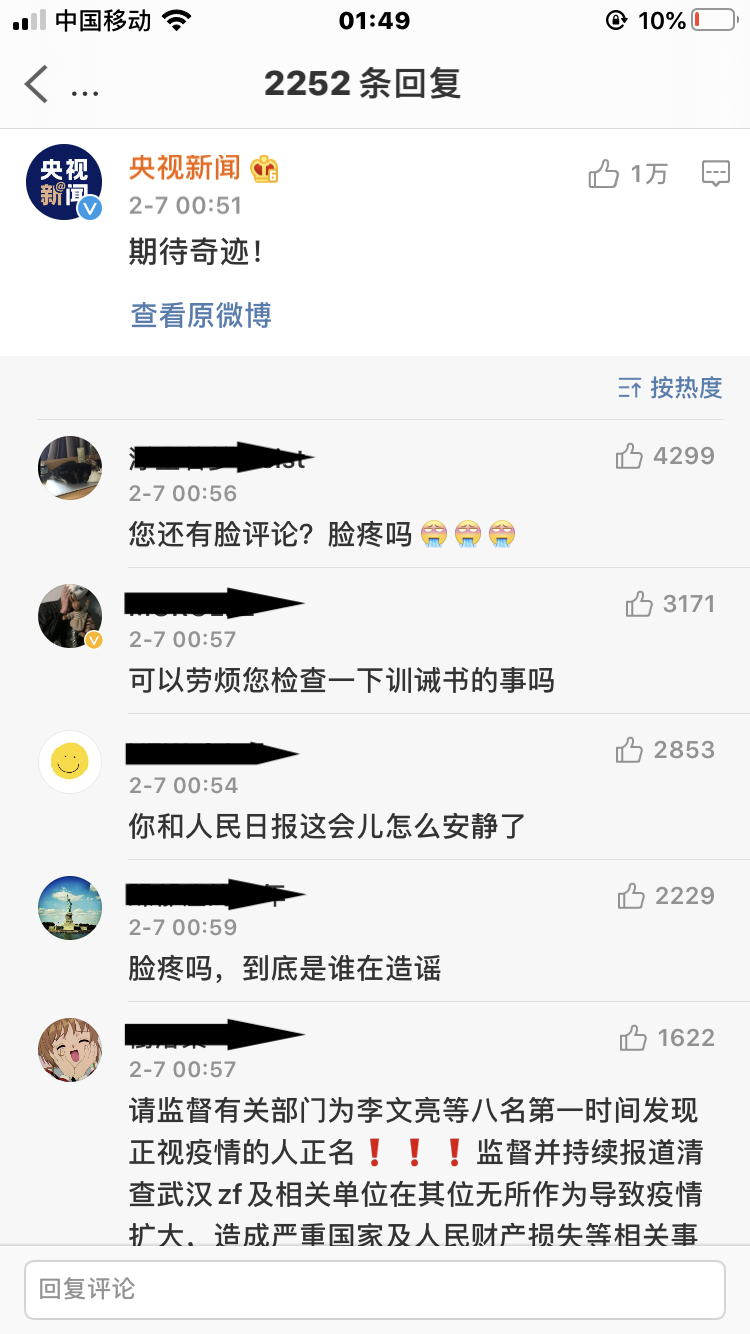 中国移动
01:49
10%
...
2252 条回复
央视
新闻
央视新闻
6
1万
2-7 00:51
期待奇迹！
查看原微博
按热度
4299
2-7 00:56
您还有脸评论？脸疼吗
3171
2-7 00:57
可以劳烦您检查一下训诫书的事吗
2853
2-7 00:54
你和人民日报这会儿怎么安静了
2229
2-7 00:59
脸疼吗，到底是谁在造谣
1622
2-7 00:57
请监督有关部门为李文亮等八名第一时间发现
正视疫情的人正名❗❗❗监督并持续报道清
查武汉zf及相关单位在其位无所作为导致疫情
扩大，造成严重国家及人民财产损失等相关事
回复评论